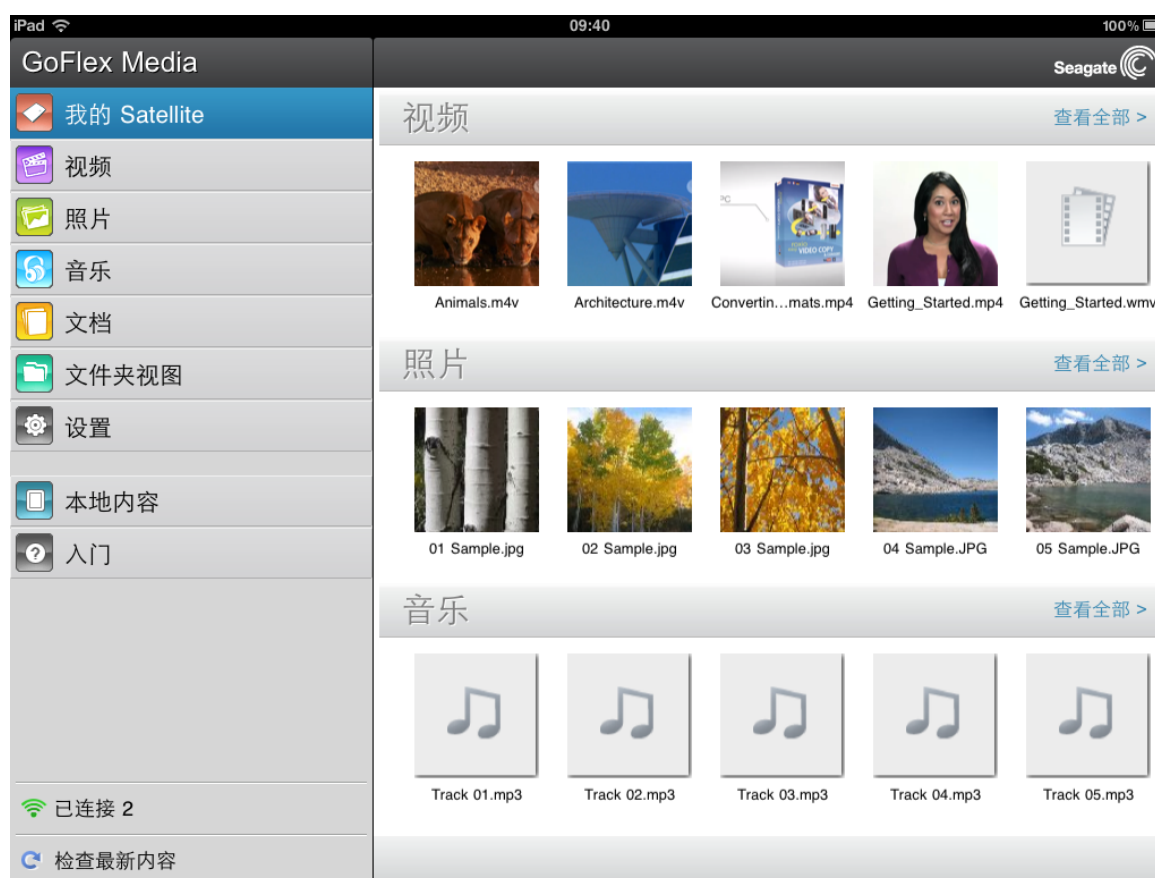 iPad 09:40 100%
GoFlex Media
Seagate
我的 Satellite
视频
照片
音乐
文档
文件夹视图
设置
本地内容
入门
已连接 2
检查最新内容
视频 查看全部 >
Animals.m4v Architecture.m4v Convertin...mats.mp4 Getting_Started.mp4 Getting_Started.wmv
VIDEO COPY
照片 查看全部 >
01 Sample.jpg 02 Sample.jpg 03 Sample.jpg 04 Sample.JPG 05 Sample.JPG
音乐 查看全部 >
Track 01.mp3 Track 02.mp3 Track 03.mp3 Track 04.mp3 Track 05.mp3